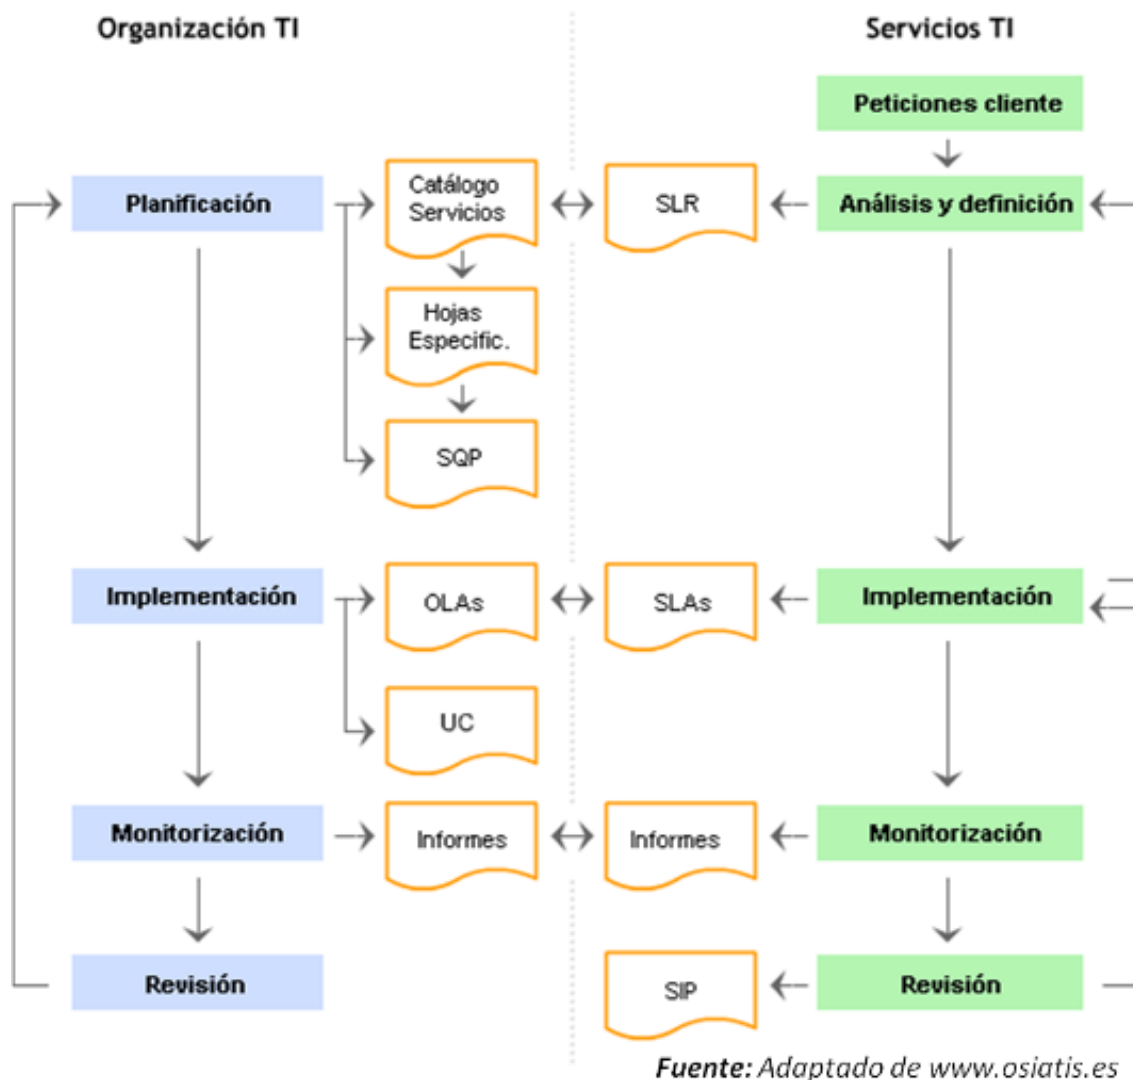 Organización TI
Servicios TI
Peticiones cliente
Planificación
Catálogo
Servicios
SLR
Análisis y definición
Hojas
Especific.
SQP
Implementación
OLAs
SLAs
Implementación
UC
Monitorización
Informes
Informes
Monitorización
Revisión
SIP
Revisión
Fuente: Adaptado de www.osiatis.es